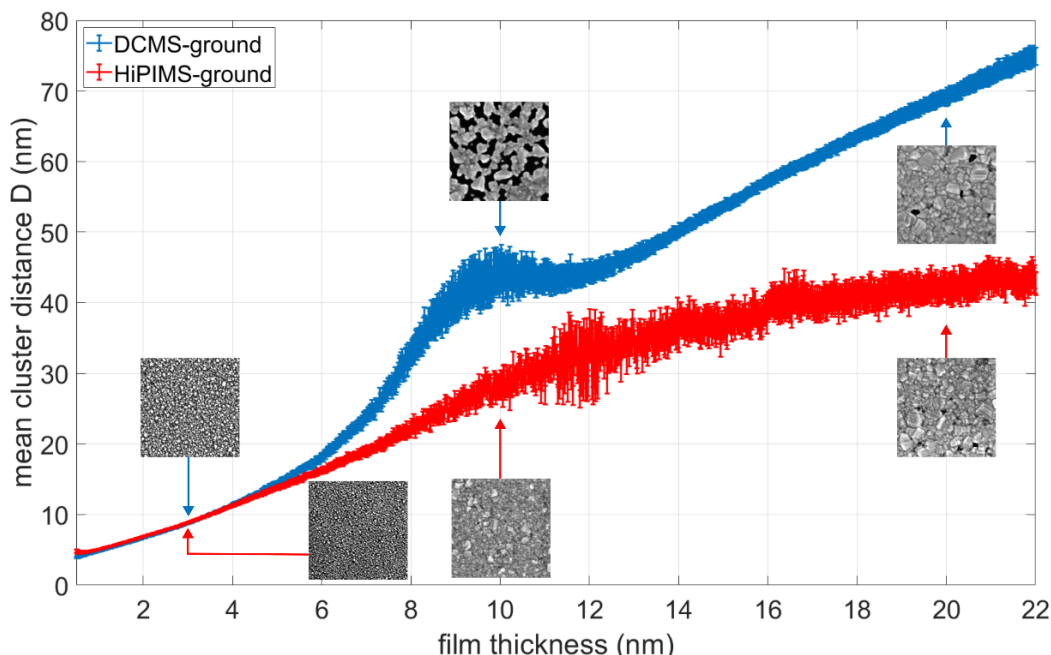 80
70
60
50
40
30
20
10
0
mean cluster distance D (nm)
DCMS-ground
HiPIMS-ground
2 4 6 8 10 12 14 16 18 20 22
film thickness (nm)